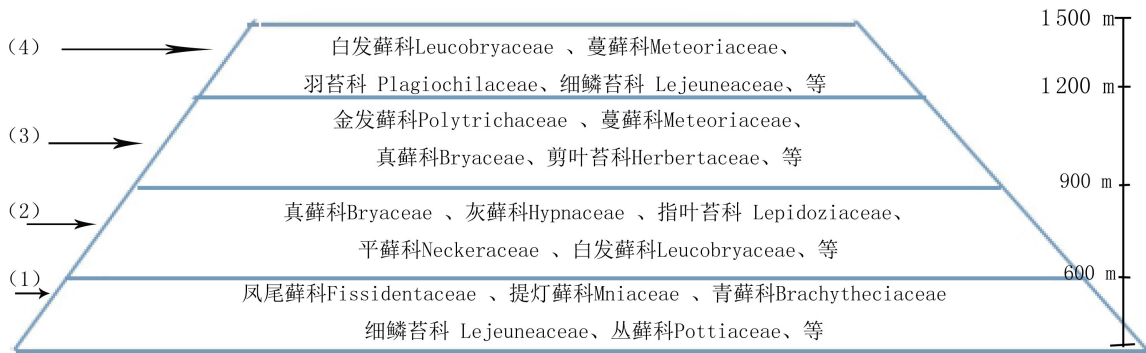 1500 m
(4)
白发藓科Leucobryaceae 、蔓藓科Meteoriaceae、
羽苔科 Plagiochilaceae、细鳞苔科 Lejeuneaceae、等
1200 m
金发藓科Polytrichaceae 、蔓藓科Meteoriaceae、
(3)
真藓科Bryaceae、剪叶苔科Herbertaceae、等
900 m
(2)
真藓科Bryaceae 、灰藓科Hypnaceae 、指叶苔科 Lepidoziaceae、
平藓科Neckeraceae 、白发藓科Leucobryaceae、等
600 m
(1)
凤尾藓科Fissidentaceae 、提灯藓科Mniaceae 、青藓科Brachytheciaceae
细鳞苔科 Lejeuneaceae、丛藓科Pottiaceae、等